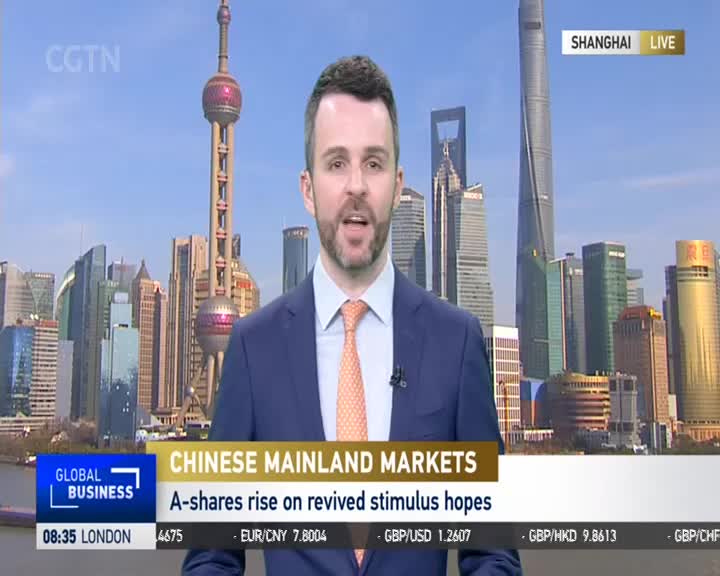 CGTN
SHANGHAI LIVE
CHINESE MAINLAND MARKETS
GLOBAL
BUSINESS
A-shares rise on revived stimulus hopes
08:35 LONDON
.4675 - EUR/CNY 7.8004 - GBP/USD 1.2607 - GBP/HKD 9.8613 - GBP/CHF